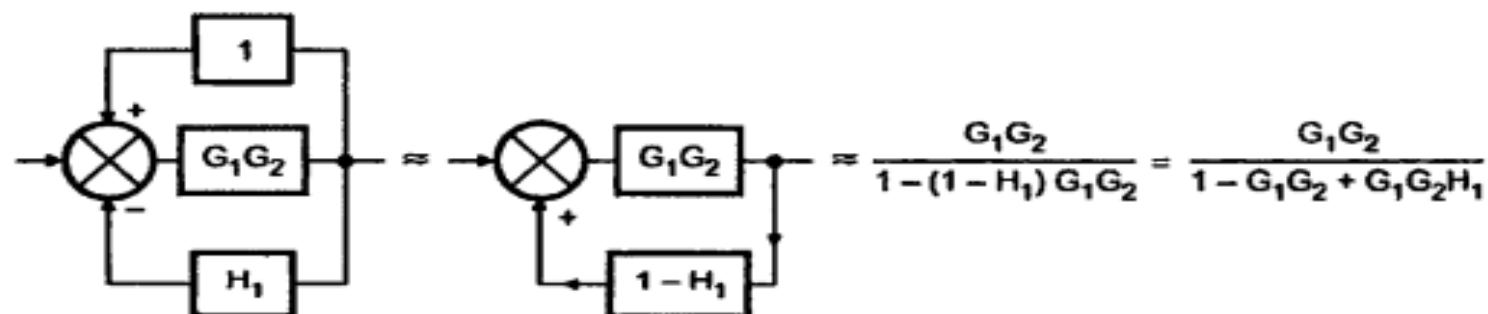 1
+
G₁G₂
−
H₁
≈
G₁G₂
+
1 – H₁
≈ G₁G₂ / 1 – (1 – H₁) G₁G₂ = G₁G₂ / 1 – G₁G₂ + G₁G₂H₁